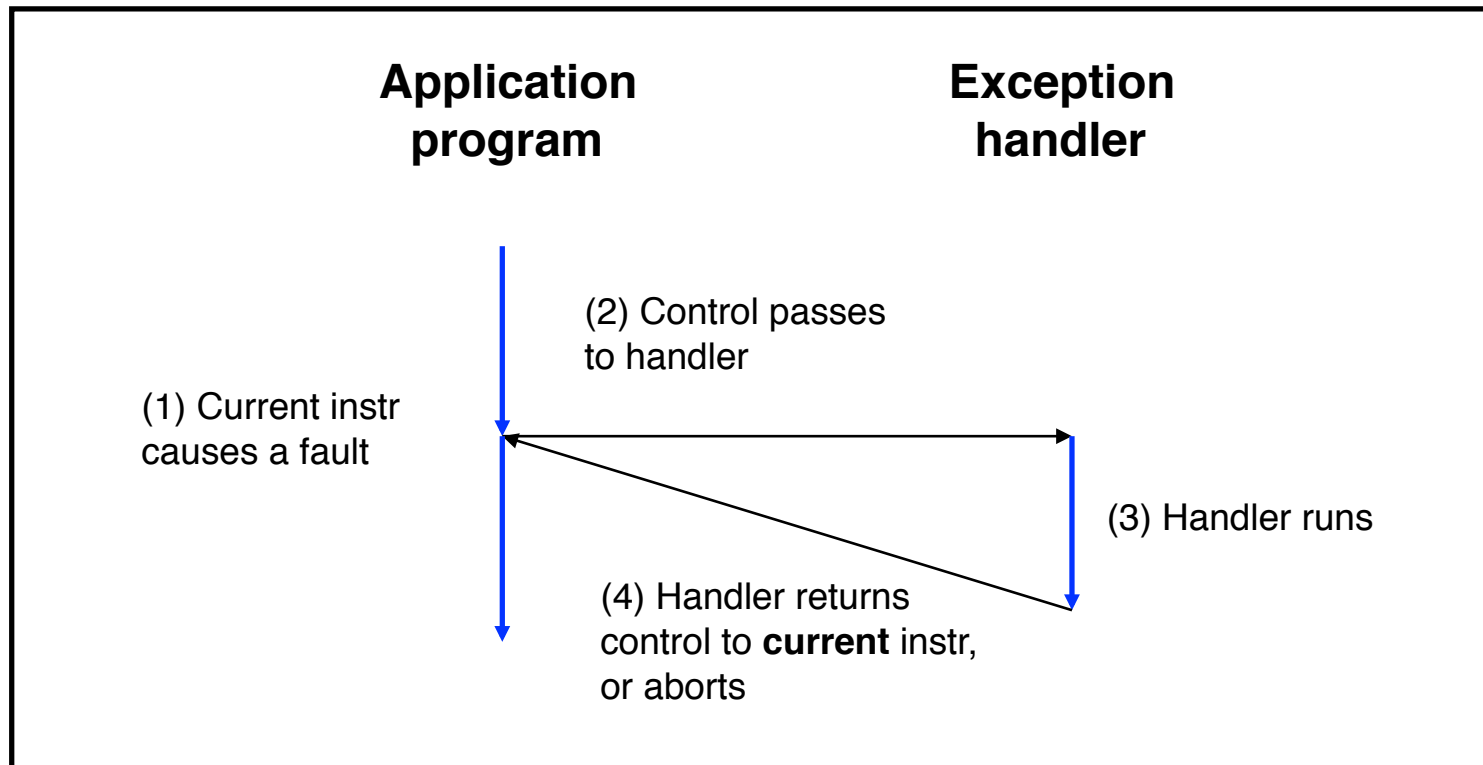 Application
program
Exception
handler
(2) Control passes
to handler
(1) Current instr
causes a fault
(3) Handler runs
(4) Handler returns
control to current instr,
or aborts